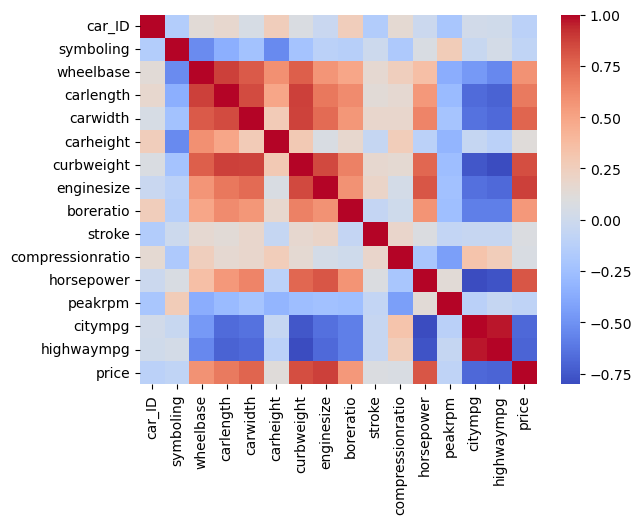 car_ID
symboling
wheelbase
carlength
carwidth
carheight
curbweight
enginesize
boreratio
stroke
compressionratio
horsepower
peakrpm
citympg
highwaympg
price
car_ID
symboling
wheelbase
carlength
carwidth
carheight
curbweight
enginesize
boreratio
stroke
compressionratio
horsepower
peakrpm
citympg
highwaympg
price
1.00
0.75
0.50
0.25
0.00
−0.25
−0.50
−0.75